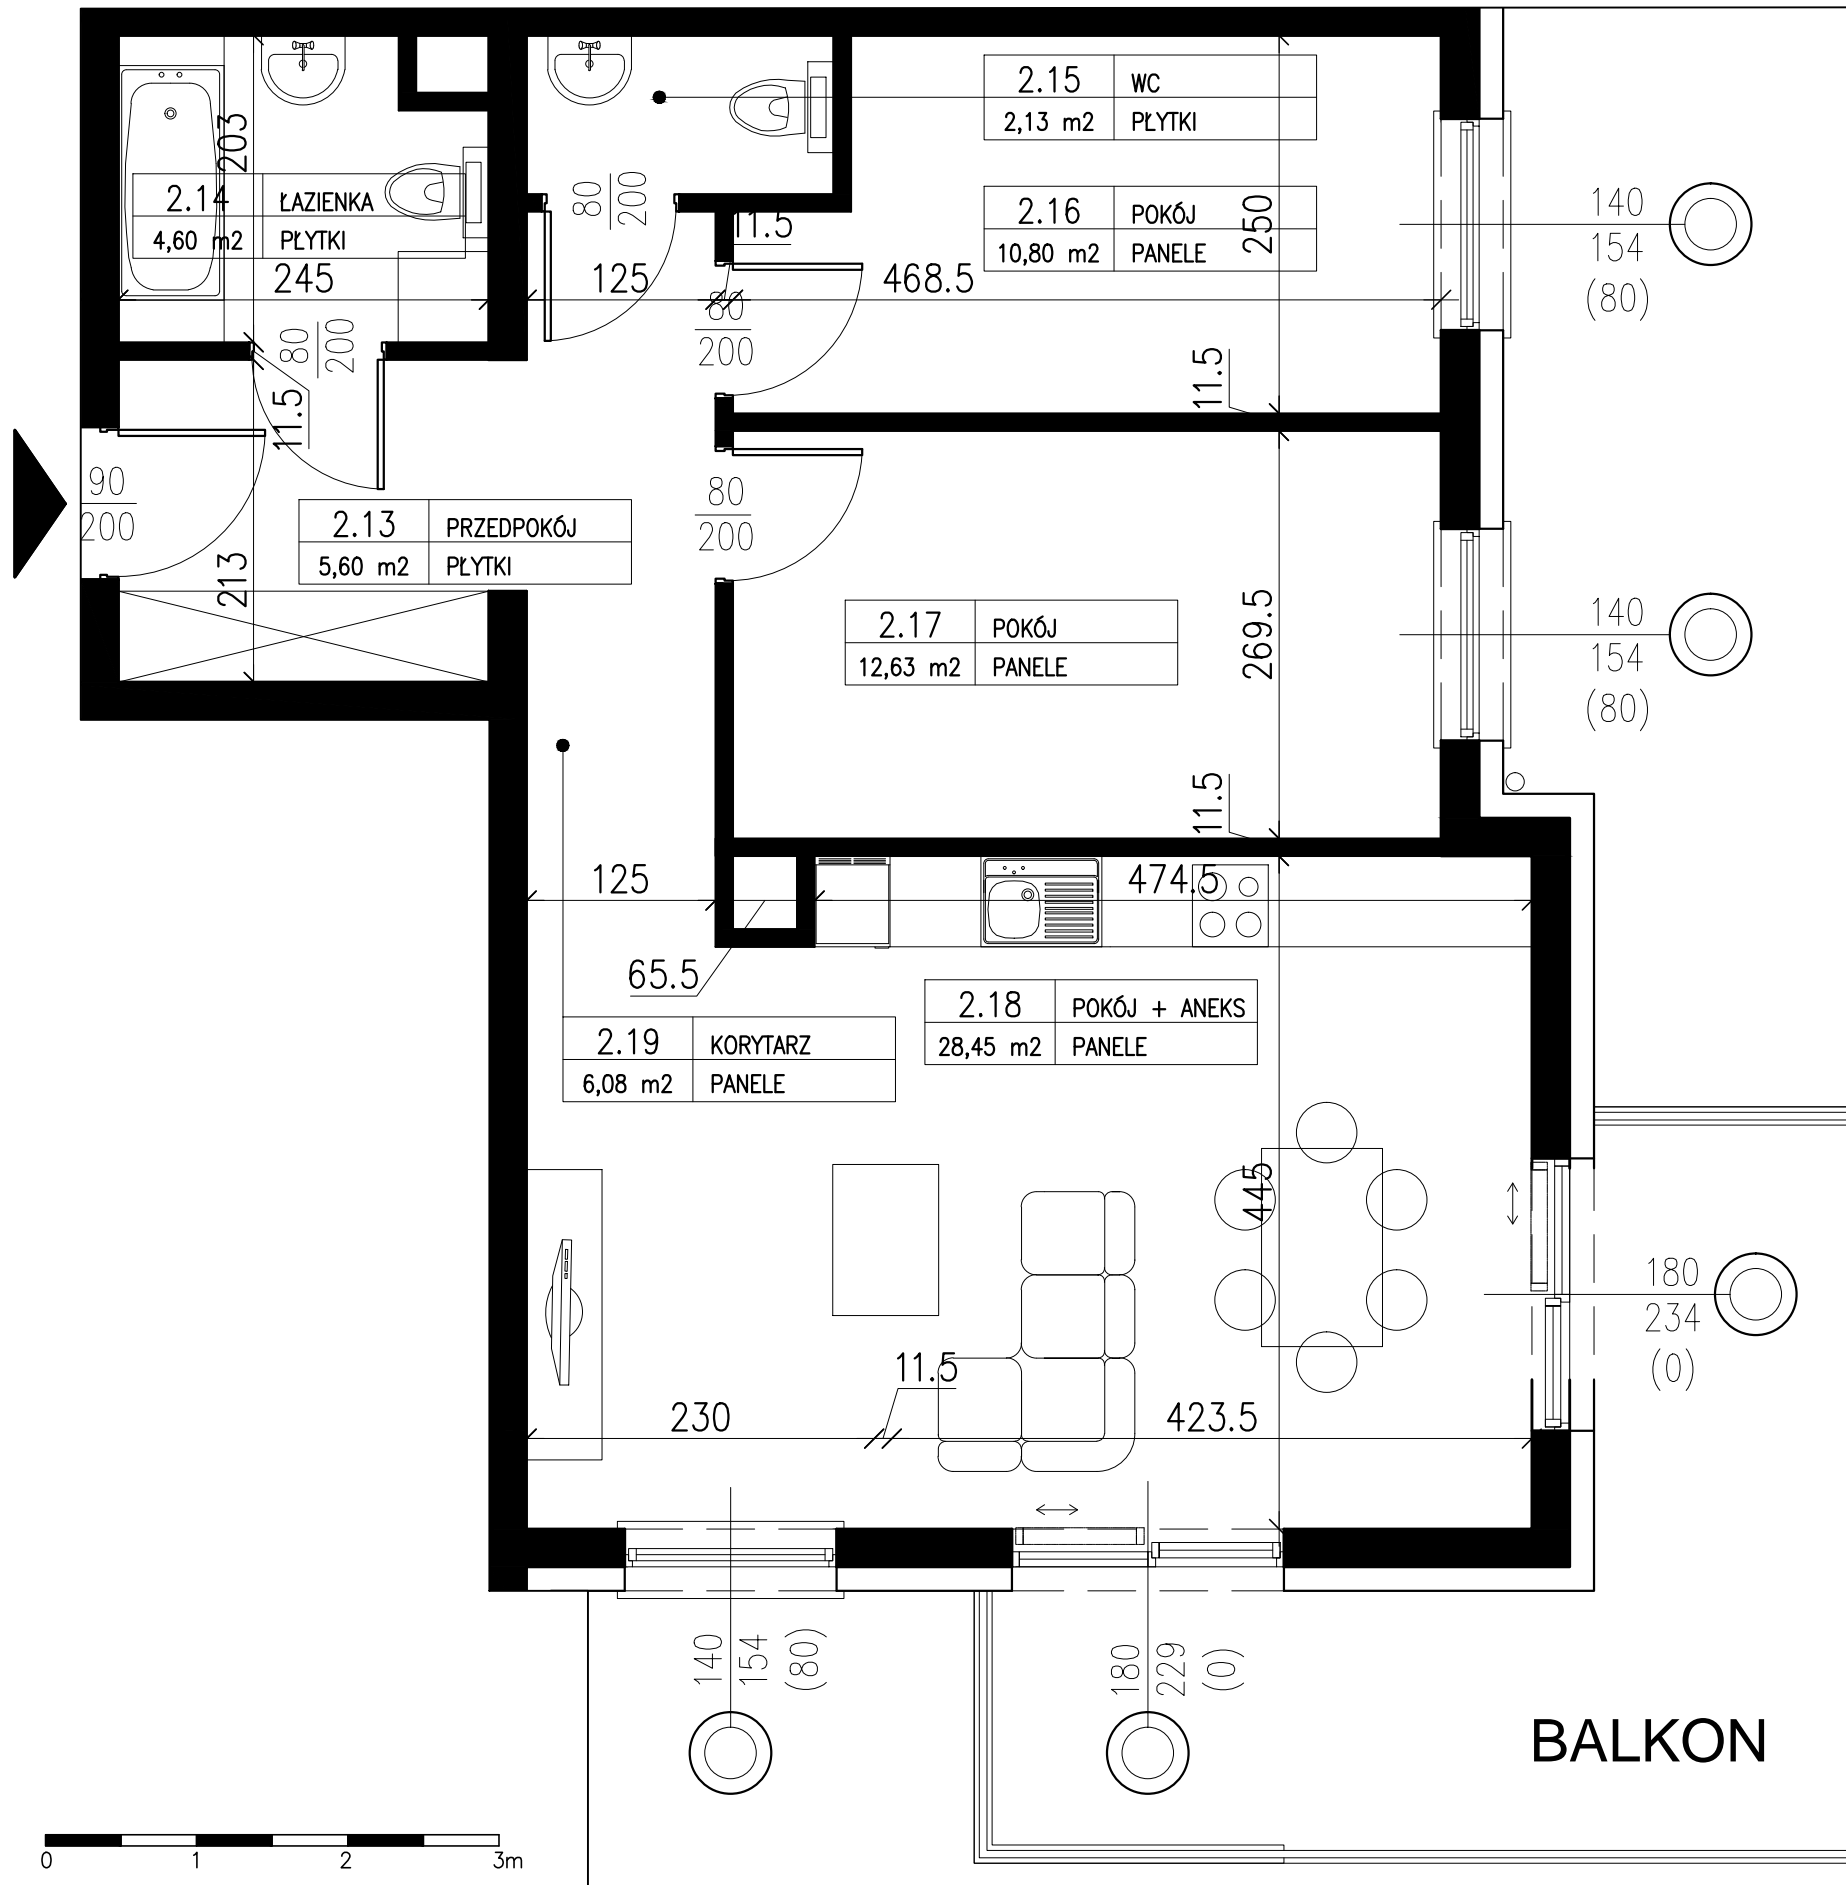 2.15 WC
2,13 m2 PŁYTKI
203
80
200
2.14 ŁAZIENKA
4,60 m2 PŁYTKI
2.16 POKÓJ
10,80 m2 PANELE
250
11.5
140
154
(80)
245
125
468.5
80
200
80
200
11.5
11.5
90
200
80
200
2.13 PRZEDPOKÓJ
5,60 m2 PŁYTKI
213
2.17 POKÓJ
12,63 m2 PANELE
269.5
140
154
(80)
11.5
125
474.5
65.5
2.18 POKÓJ + ANEKS
28,45 m2 PANELE
2.19 KORYTARZ
6,08 m2 PANELE
445
180
234
(0)
11.5
230
423.5
140
154
(80)
180
229
(0)
BALKON
0 1 2 3m